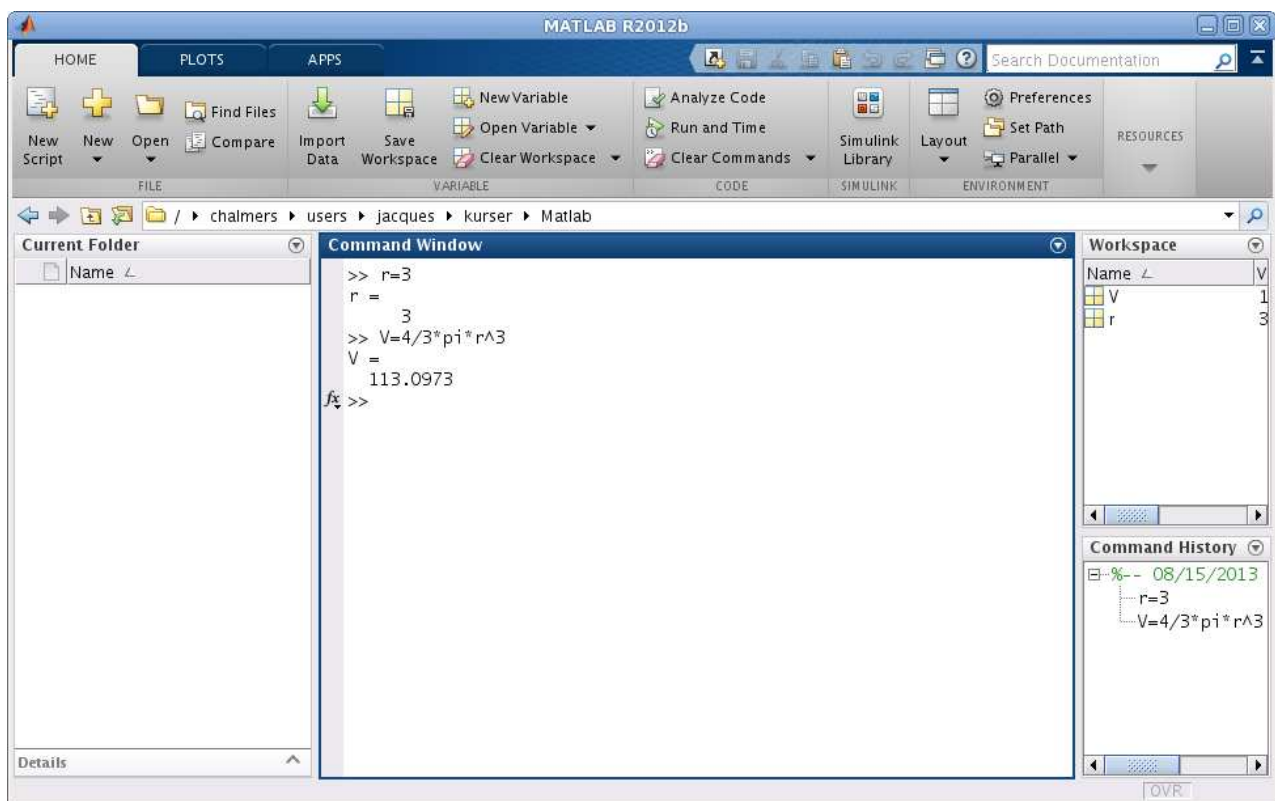 MATLAB R2012b
HOME PLOTS APPS Search Documentation
New Script
New
Open
Find Files
Compare
FILE
Import Data
Save Workspace
New Variable
Open Variable
Clear Workspace
VARIABLE
Analyze Code
Run and Time
Clear Commands
CODE
Simulink Library
SIMULINK
Layout
Preferences
Set Path
Parallel
ENVIRONMENT
RESOURCES
/ chalmers users jacques kurser Matlab
Current Folder
Name
Details
Command Window
>> r=3
r =
3
>> V=4/3*pi*r^3
V =
113.0973
fx >>
Workspace
Name V
V 1
r 3
Command History
%-- 08/15/2013
r=3
V=4/3*pi*r^3
OVR